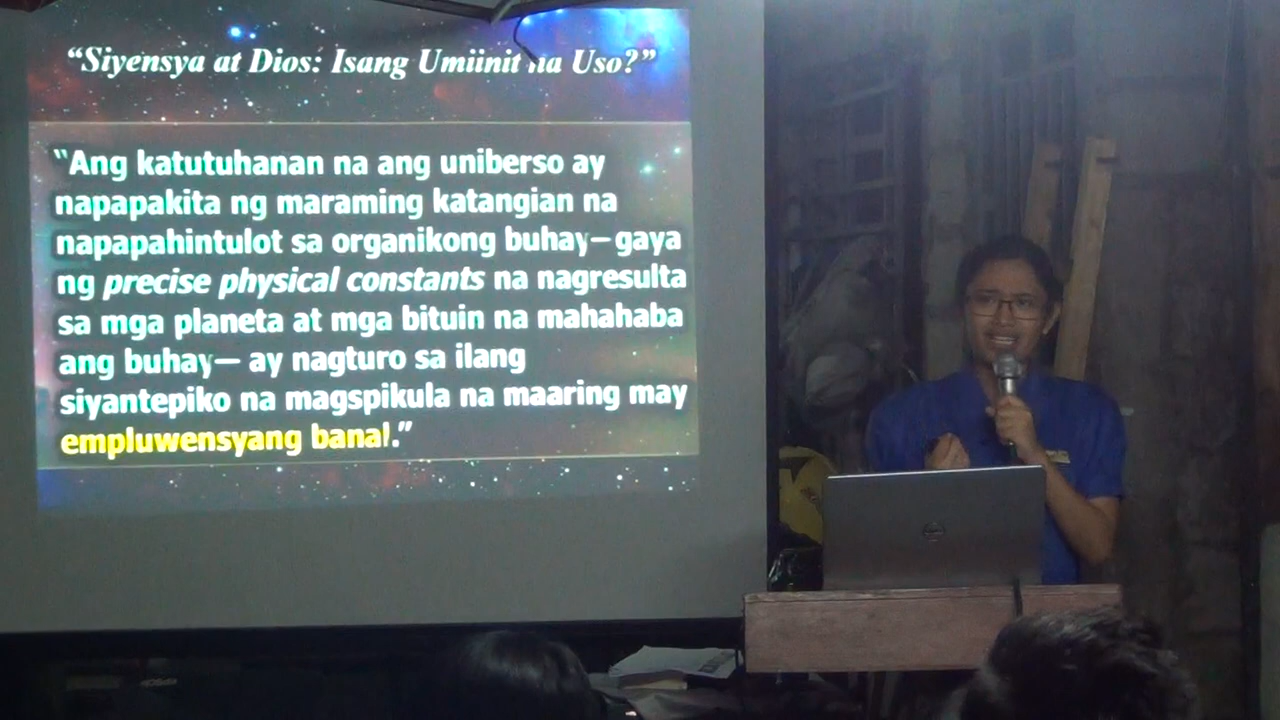 “Siyensya at Dios: Isang Umiinit na Uso?”
“Ang katutuhanan na ang uniberso ay
napapakita ng maraming katangian na
napapahintulot sa organikong buhay—gaya
ng precise physical constants na nagresulta
sa mga planeta at mga bituin na mahahaba
ang buhay— ay nagturo sa ilang
siyantepiko na magspikula na maaring may
empluwensyang banal.”
DELL